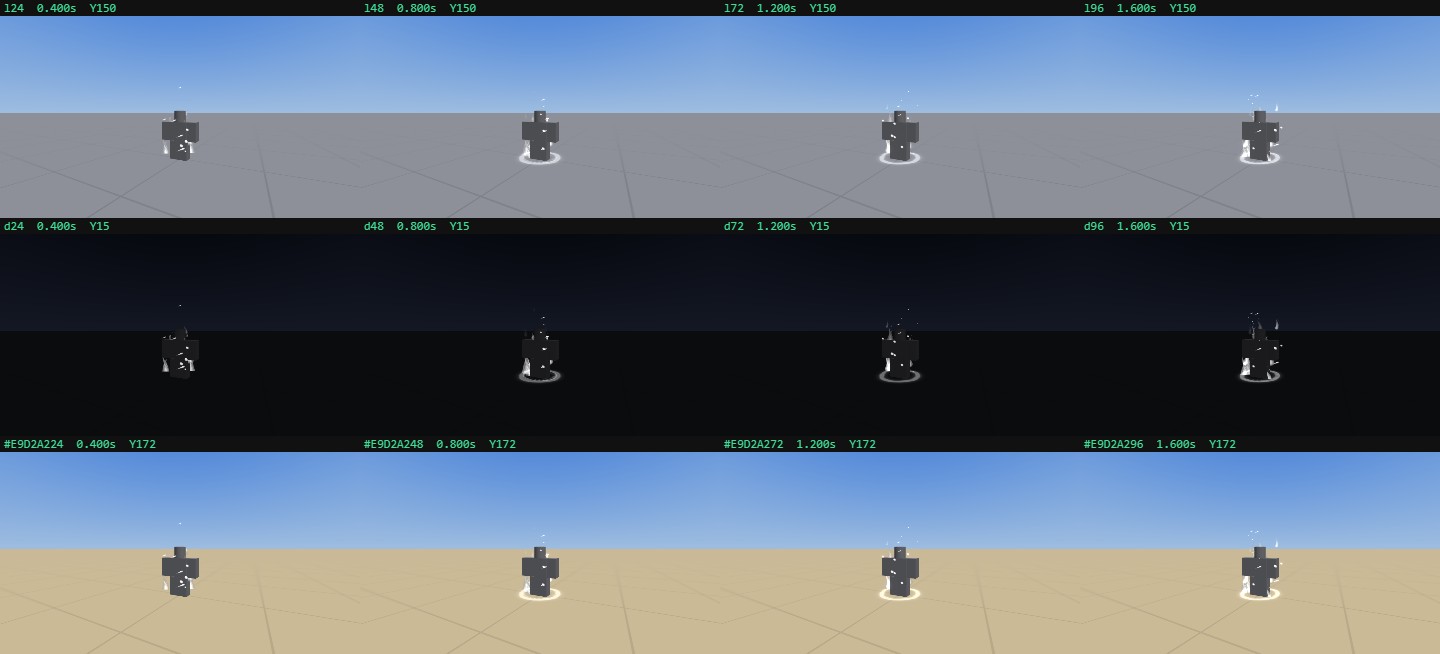 l24  0.400s  Y150
l48  0.800s  Y150
l72  1.200s  Y150
l96  1.600s  Y150
d24  0.400s  Y15
d48  0.800s  Y15
d72  1.200s  Y15
d96  1.600s  Y15
#E9D2A224  0.400s  Y172
#E9D2A248  0.800s  Y172
#E9D2A272  1.200s  Y172
#E9D2A296  1.600s  Y172